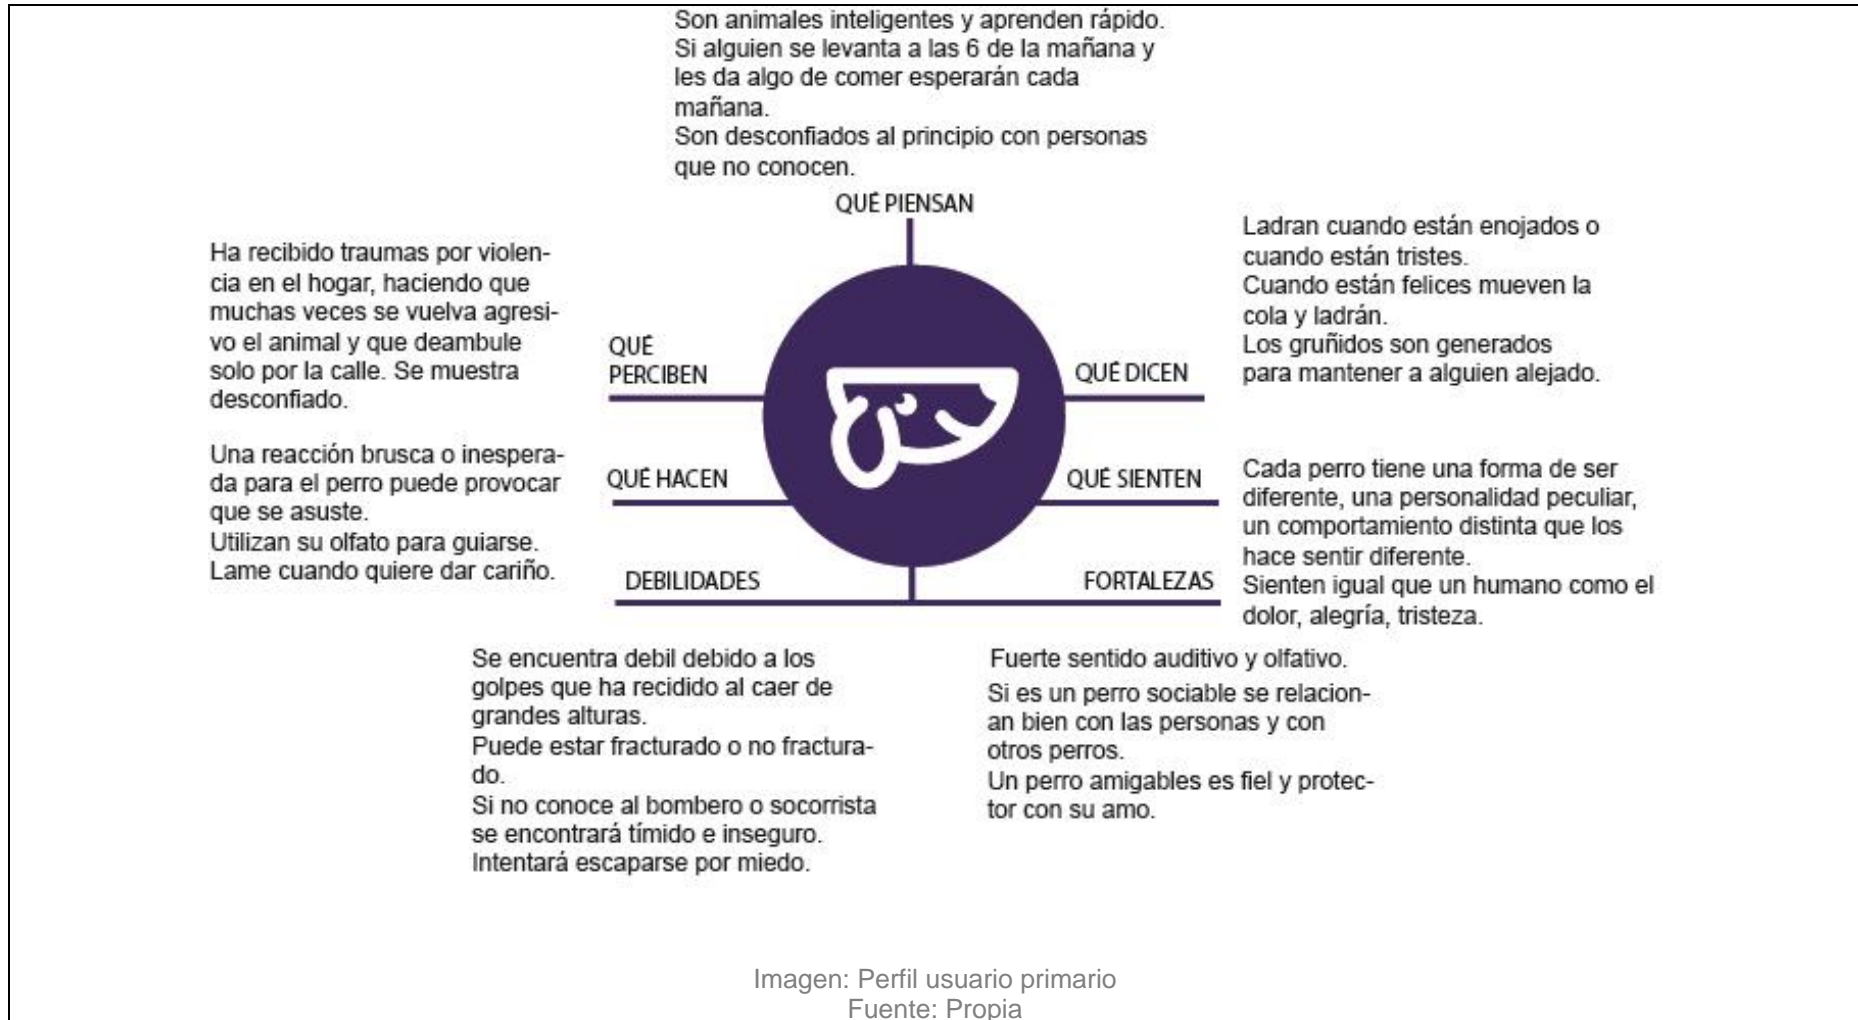 Son animales inteligentes y aprenden rápido.
Si alguien se levanta a las 6 de la mañana y
les da algo de comer esperarán cada
mañana.
Son desconfiados al principio con personas
que no conocen.
QUÉ PIENSAN
Ha recibido traumas por violen-
cia en el hogar, haciendo que
muchas veces se vuelva agresi-
vo el animal y que deambule
solo por la calle. Se muestra
desconfiado.
QUÉ
PERCIBEN
QUÉ DICEN
Ladran cuando están enojados o
cuando están tristes.
Cuando están felices mueven la
cola y ladrán.
Los gruñidos son generados
para mantener a alguien alejado.
Una reacción brusca o inespera-
da para el perro puede provocar
que se asuste.
Utilizan su olfato para guiarse.
Lame cuando quiere dar cariño.
QUÉ HACEN
QUÉ SIENTEN
Cada perro tiene una forma de ser
diferente, una personalidad peculiar,
un comportamiento distinta que los
hace sentir diferente.
Sienten igual que un humano como el
dolor, alegría, tristeza.
DEBILIDADES
Se encuentra debil debido a los
golpes que ha recidido al caer de
grandes alturas.
Puede estar fracturado o no fractura-
do.
Si no conoce al bombero o socorrista
se encontrará tímido e inseguro.
Intentará escaparse por miedo.
FORTALEZAS
Fuerte sentido auditivo y olfativo.
Si es un perro sociable se relacion-
an bien con las personas y con
otros perros.
Un perro amigables es fiel y protec-
tor con su amo.
Imagen: Perfil usuario primario
Fuente: Propia